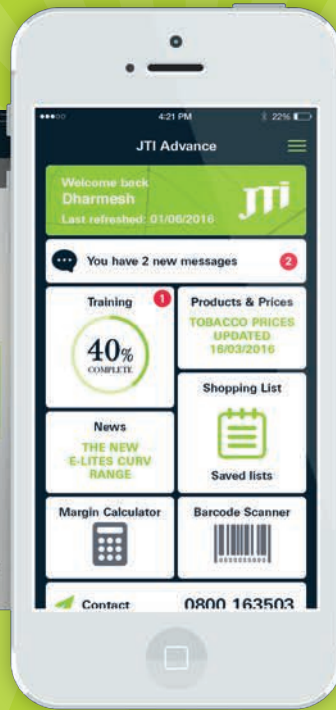 4:21 PM
22%
JTI Advance
Welcome back
Dharmesh
Last refreshed: 01/06/2016
JTI
You have 2 new messages
2
Training
1
40%
COMPLETE
Products & Prices
TOBACCO PRICES
UPDATED
16/03/2016
News
THE NEW
E-LITES CURV
RANGE
Shopping List
Saved lists
Margin Calculator
Barcode Scanner
Contact
0800 163503